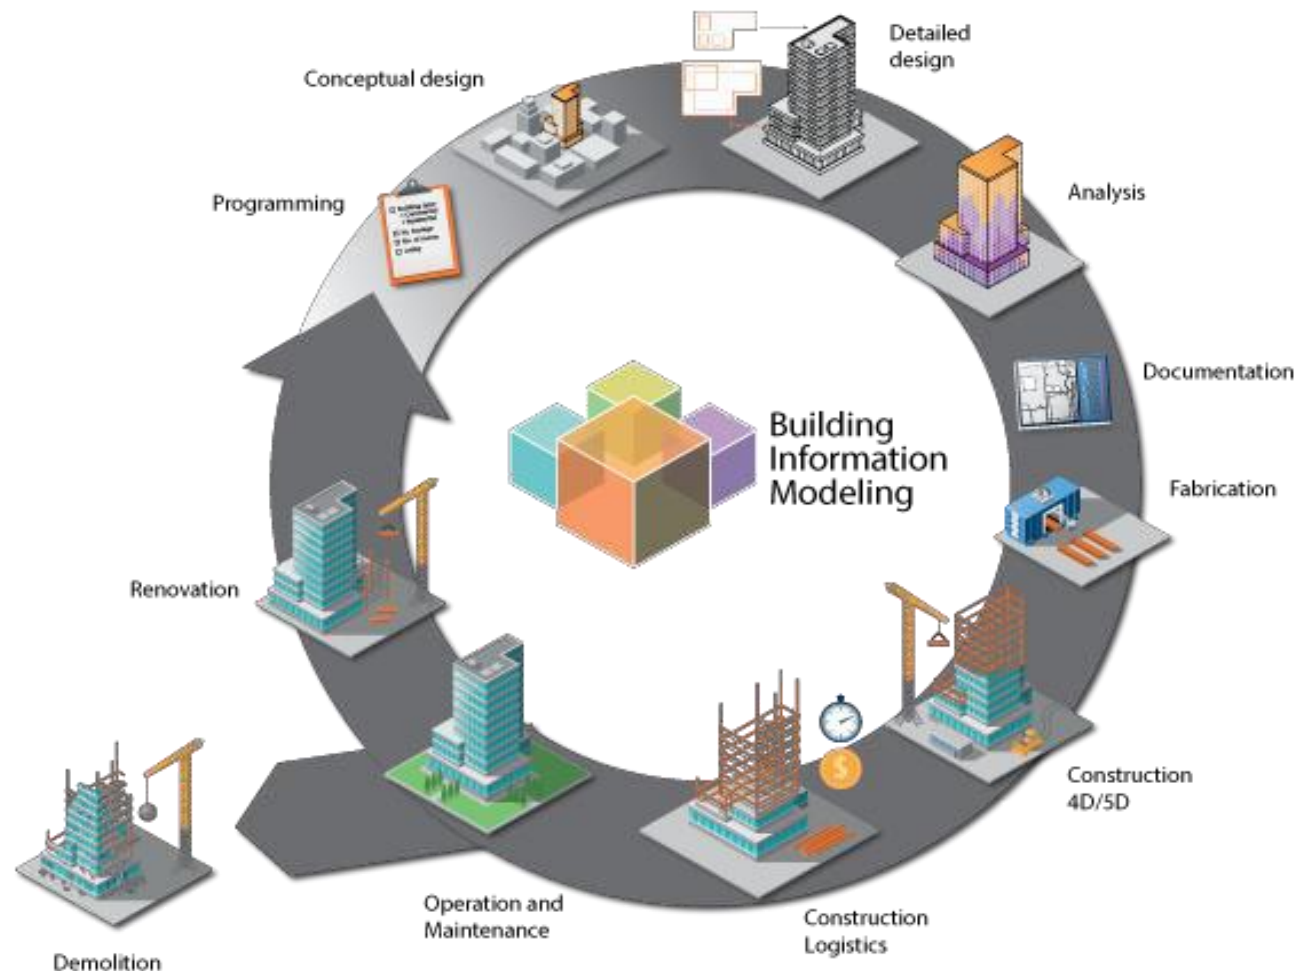 Detailed
design
Conceptual design
Analysis
Programming
Documentation
Building
Information
Modeling
Fabrication
Renovation
Construction
4D/5D
$
Operation and
Maintenance
Construction
Logistics
Demolition